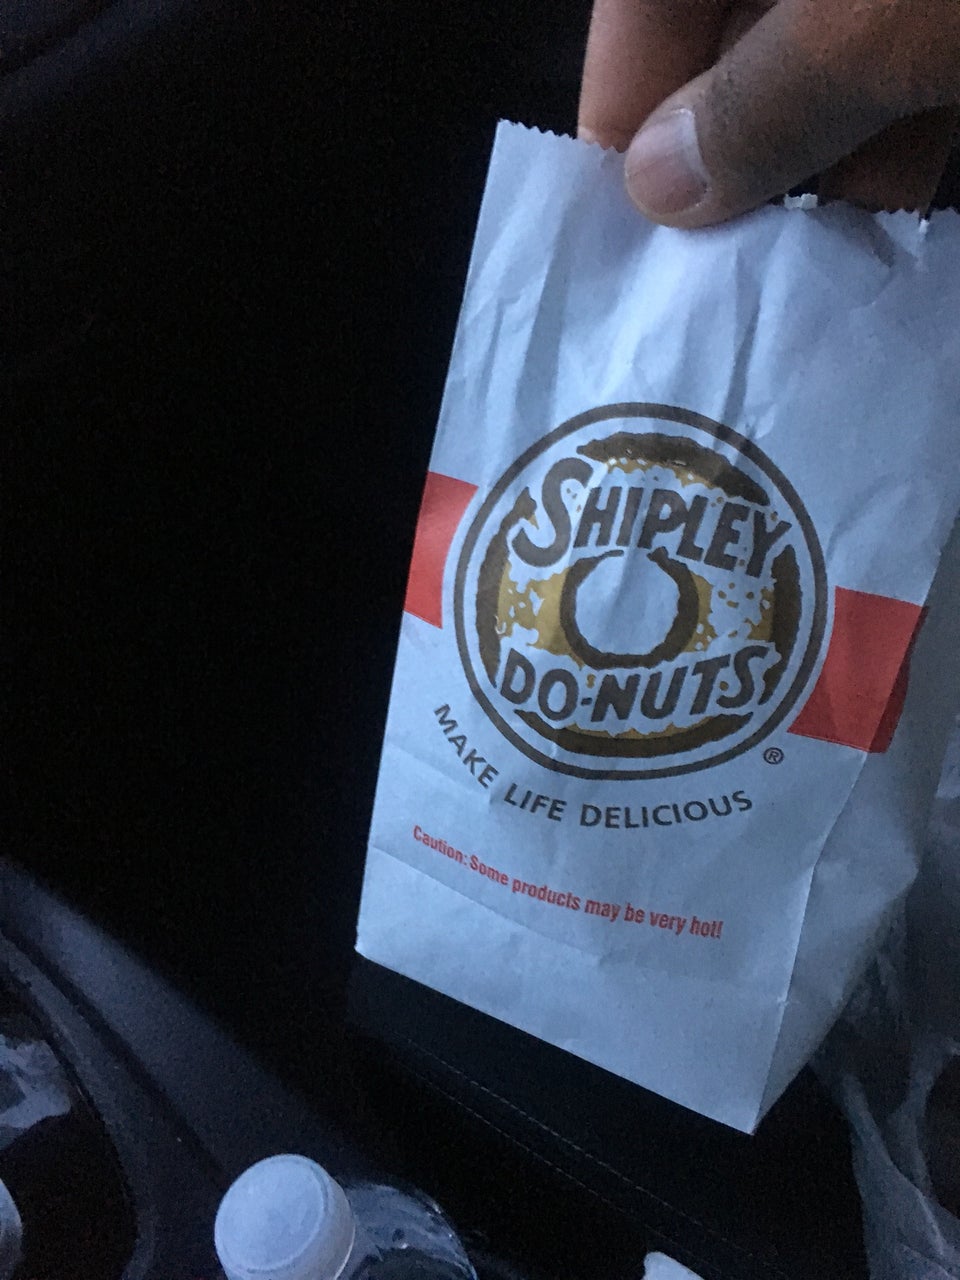 SHIPLEY
DO-NUTS
®
MAKE LIFE DELICIOUS
Caution: Some products may be very hot!